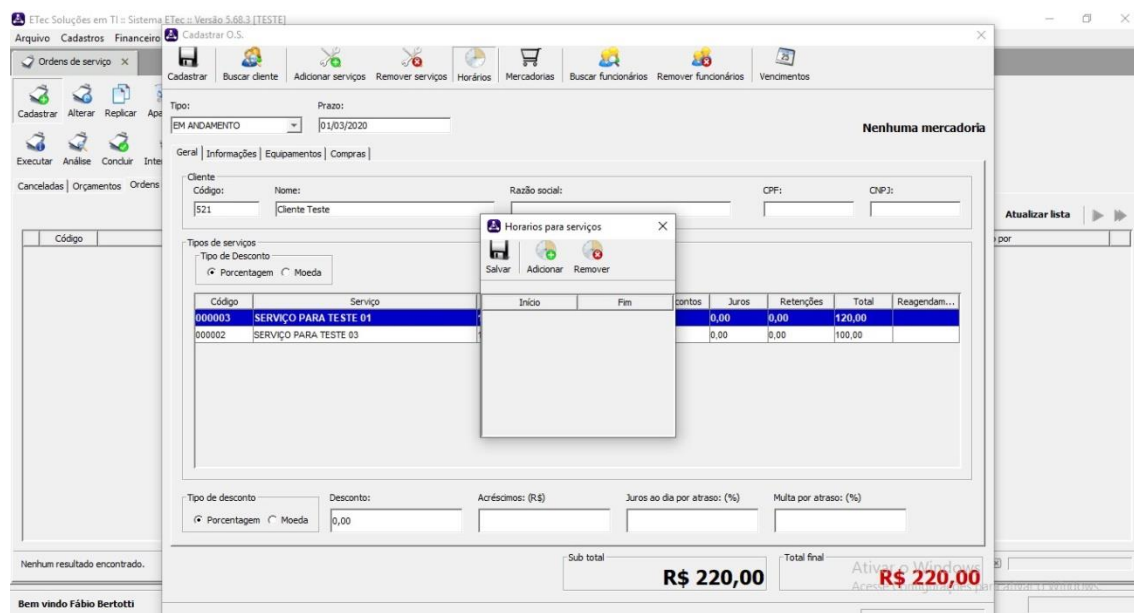 ETec Soluções em TI :: Sistema ETec :: Versão 5.68.3 [TESTE]
Arquivo Cadastros Financeiro
Cadastrar O.S.
Ordens de serviço X
Cadastrar Buscar cliente Adicionar serviços Remover serviços Horários Mercadorias Buscar funcionários Remover funcionários Vencimentos
Cadastrar Alterar Replicar
Tipo: Prazo:
EM ANDAMENTO 01/03/2020
Nenhuma mercadoria
Executar Análise Concluir
Geral Informações Equipamentos Compras
Canceladas Orçamentos Ordens
Cliente
Código: Nome: Razão social: CPF: CNPJ:
521 Cliente Teste
Atualizar lista
Horarios para serviços
Salvar Adicionar Remover
Início Fim
Código por
Tipos de serviços
Tipo de Desconto
Porcentagem Moeda
Código Serviço contos Juros Retenções Total Reagendam...
000003 SERVIÇO PARA TESTE 01 0,00 0,00 120,00
000002 SERVIÇO PARA TESTE 03 0,00 0,00 100,00
Tipo de desconto Desconto: Acréscimos: (R$) Juros ao dia por atraso: (%) Multa por atraso: (%)
Porcentagem Moeda 0,00
Nenhum resultado encontrado.
Sub total Total final
R$ 220,00 R$ 220,00
Ativar o Windows
Bem vindo Fábio Bertotti